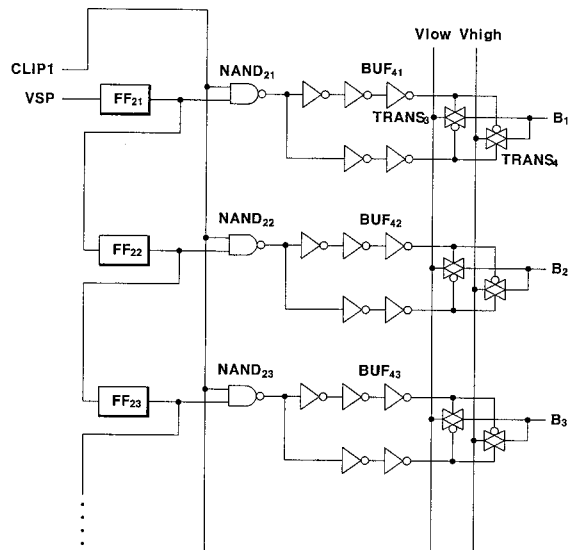 Vlow Vhigh
CLIP1
NAND21
BUF41
VSP
FF21
TRANS3
B1
TRANS4
NAND22
BUF42
FF22
B2
NAND23
BUF43
FF23
B3